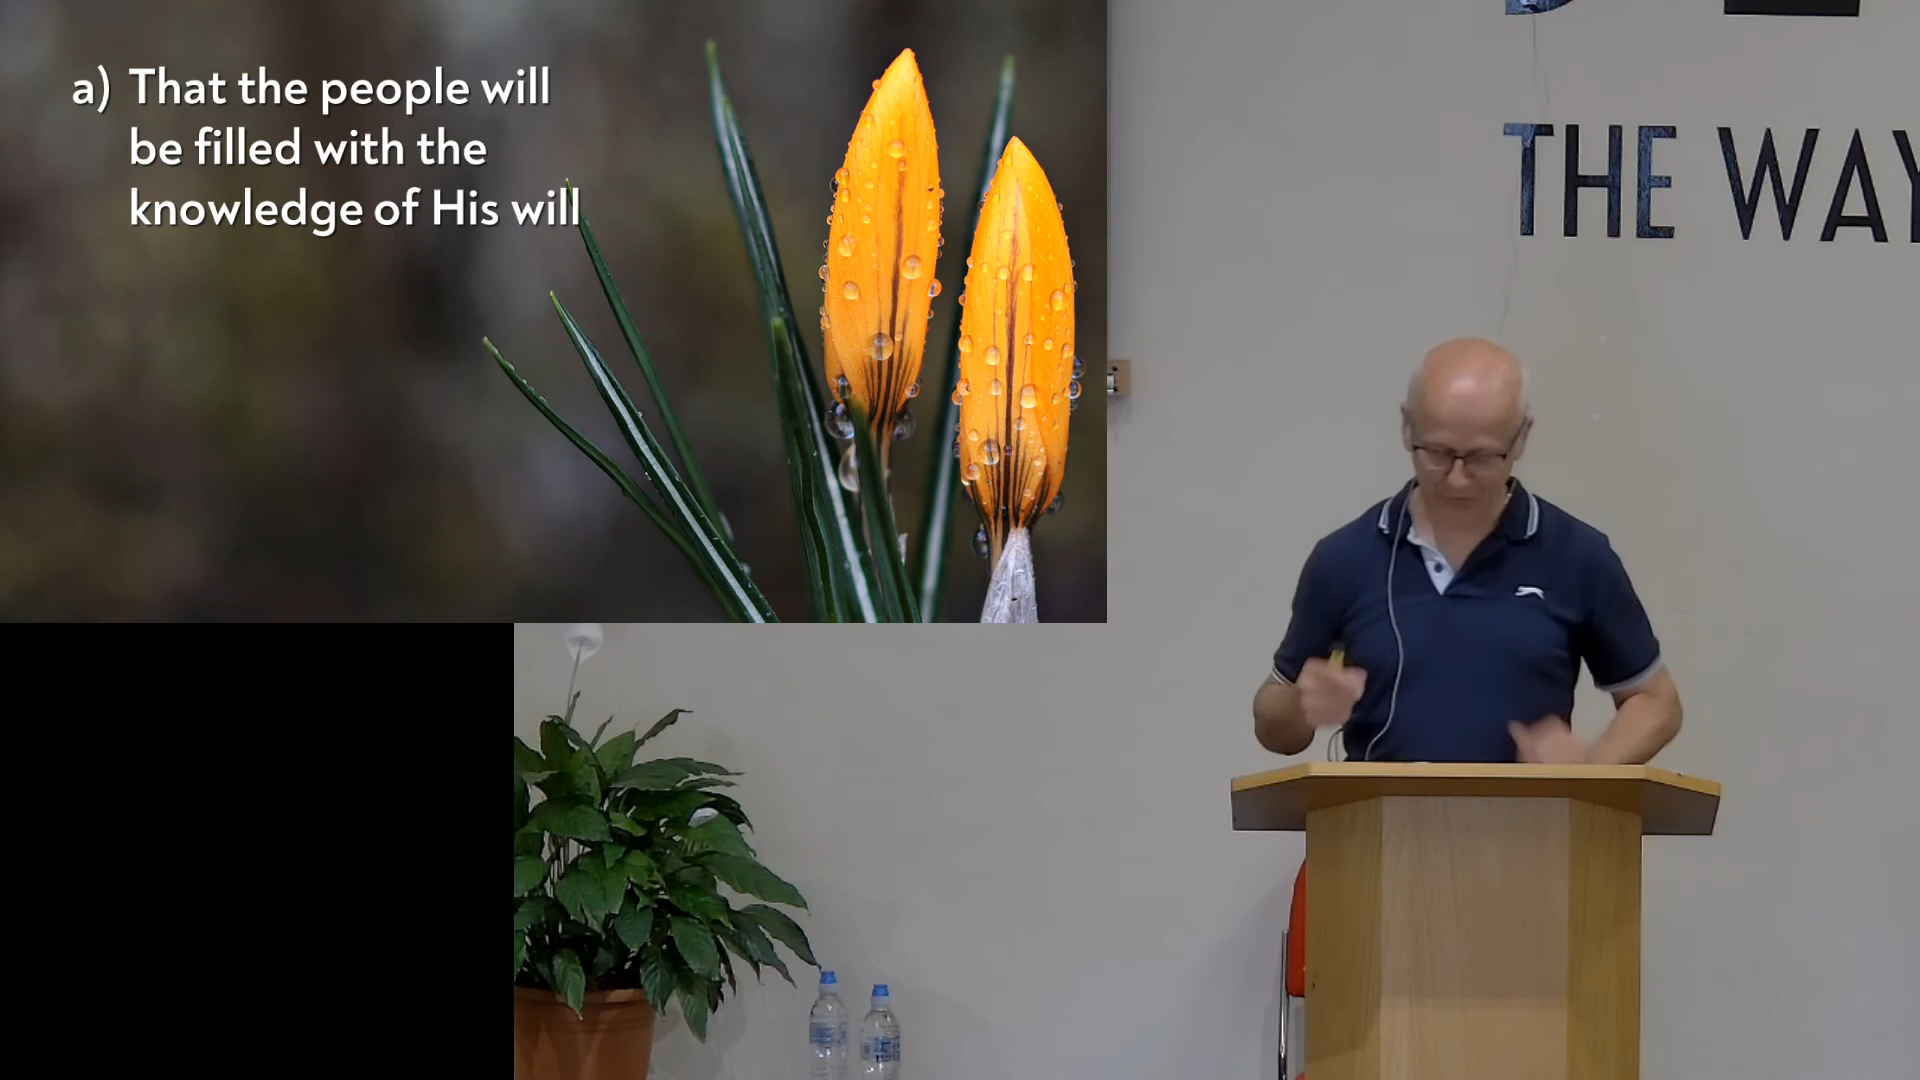 a) That the people will
be filled with the
knowledge of His will
THE WAY